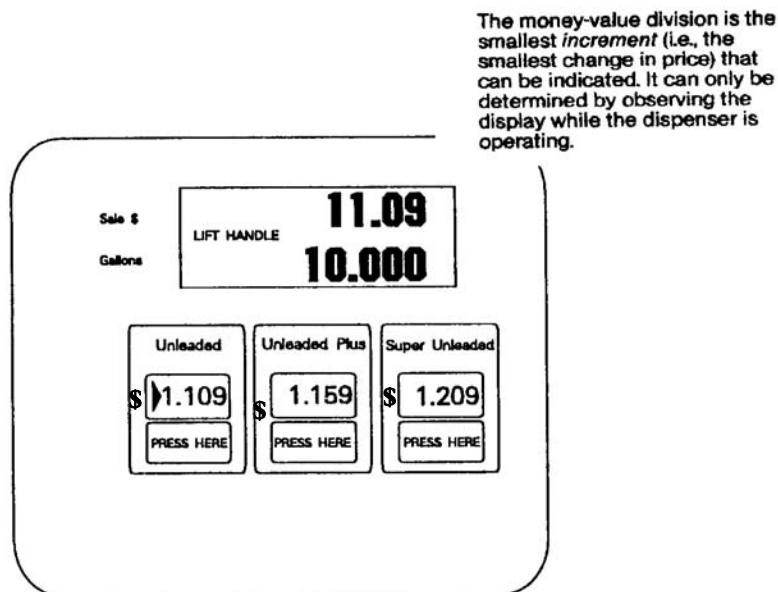 The money-value division is the
smallest increment (i.e., the
smallest change in price) that
can be indicated. It can only be
determined by observing the
display while the dispenser is
operating.
Sale $ 11.09
LIFT HANDLE
Gallons 10.000
Unleaded Unleaded Plus Super Unleaded
$ 1.109 $ 1.159 $ 1.209
PRESS HERE PRESS HERE PRESS HERE